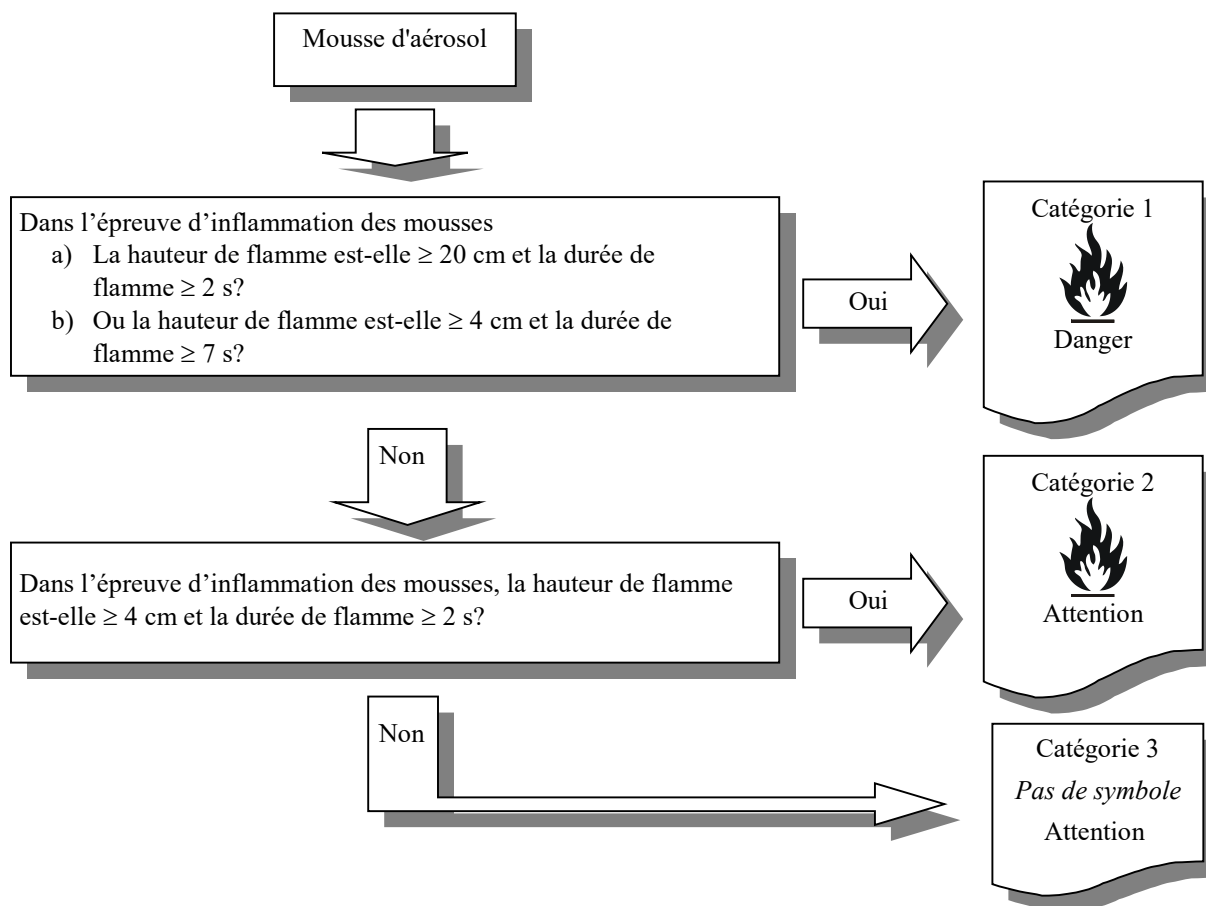 Mousse d'aérosol
Dans l’épreuve d’inflammation des mousses
a) La hauteur de flamme est-elle ≥ 20 cm et la durée de
flamme ≥ 2 s?
b) Ou la hauteur de flamme est-elle ≥ 4 cm et la durée de
flamme ≥ 7 s?
Oui
Catégorie 1
Danger
Non
Dans l’épreuve d’inflammation des mousses, la hauteur de flamme
est-elle ≥ 4 cm et la durée de flamme ≥ 2 s?
Oui
Catégorie 2
Attention
Non
Catégorie 3
Pas de symbole
Attention